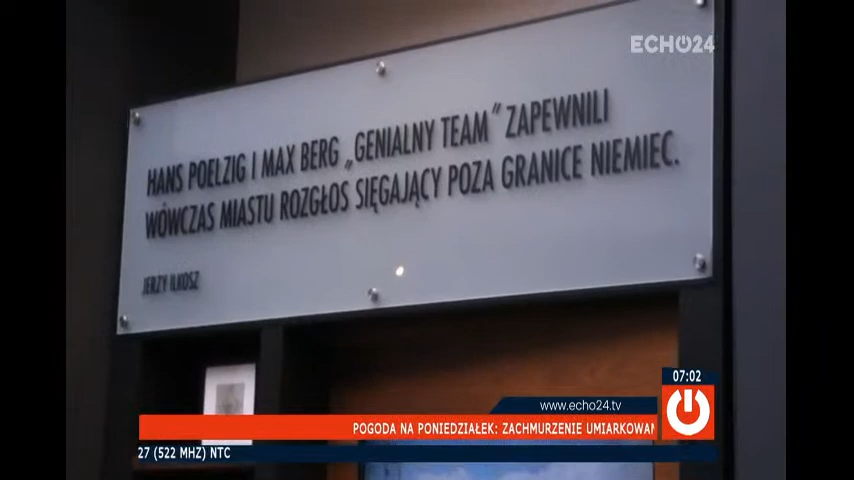 ECHO24
HANS POELZIG I MAX BERG „GENIALNY TEAM” ZAPEWNILI
WÓWCZAS MIASTU ROZGŁOS SIĘGAJĄCY POZA GRANICE NIEMIEC.
JERZY ILKOSZ
07:02
www.echo24.tv
POGODA NA PONIEDZIAŁEK: ZACHMURZENIE UMIARKOWAN
27 (522 MHZ) NTC